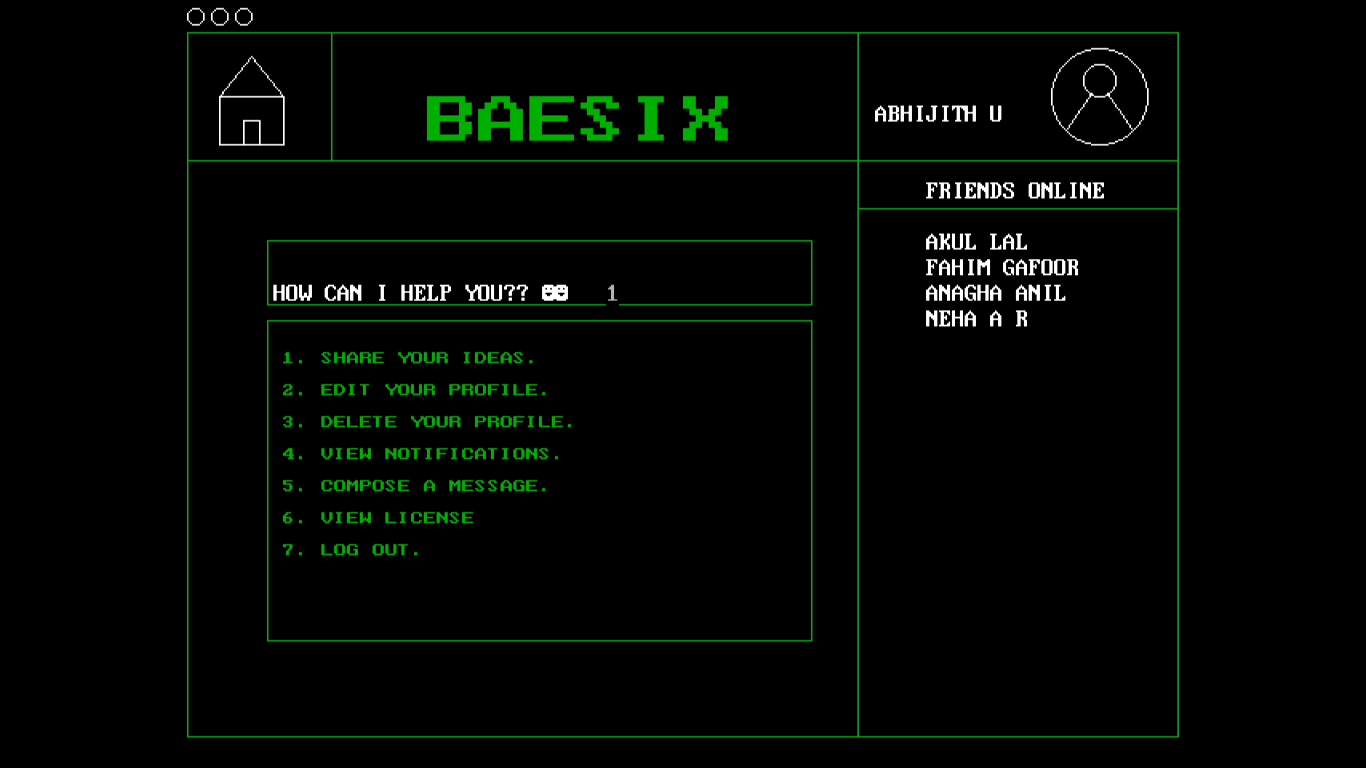 BAESIX
ABHIJITH U
FRIENDS ONLINE
AKUL LAL
FAHIM GAFOOR
ANAGHA ANIL
NEHA A R
HOW CAN I HELP YOU?? ☻☻ 1
1. SHARE YOUR IDEAS.
2. EDIT YOUR PROFILE.
3. DELETE YOUR PROFILE.
4. VIEW NOTIFICATIONS.
5. COMPOSE A MESSAGE.
6. VIEW LICENSE
7. LOG OUT.